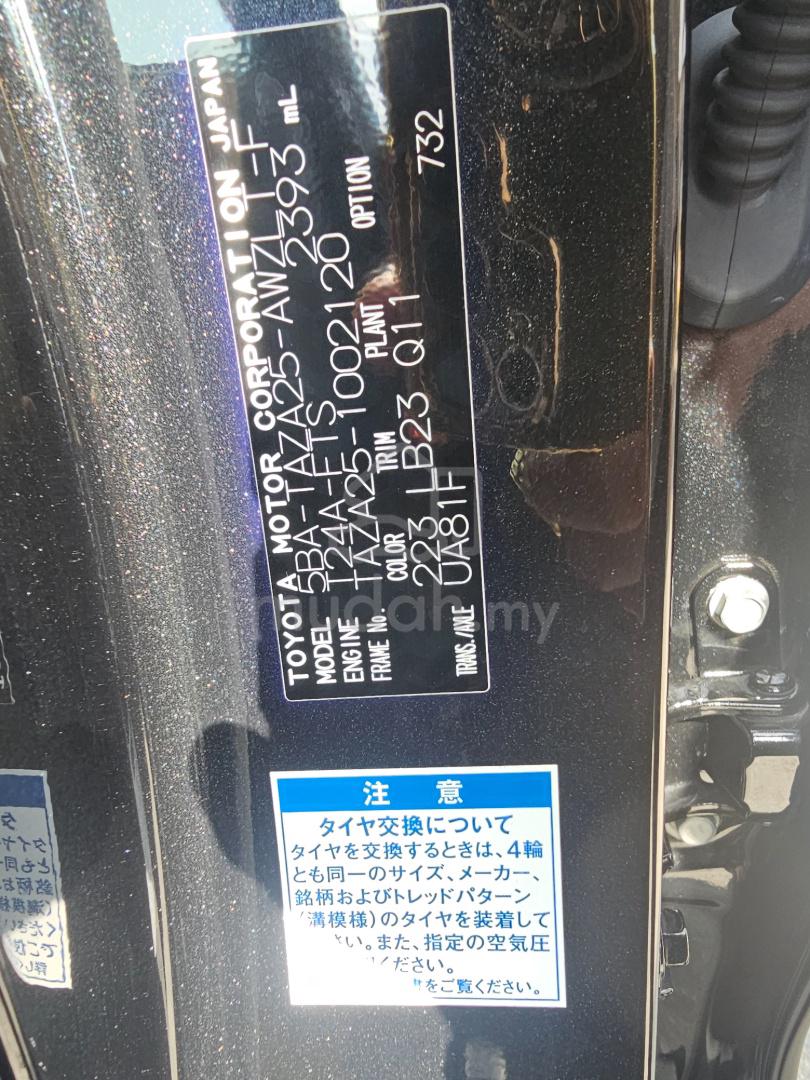 TOYOTA MOTOR CORPORATION JAPAN
MODEL 5BA-TAZA25-AWZLT-F
ENGINE T24A-FTS 2393 mL
FRAME No. TAZA25-1002120
COLOR TRIM PLANT OPTION
223 LB23 Q11 732
TRANS./AXLE UA81F
mudah.my
注 意
タイヤ交換について
タイヤを交換するときは、4輪
とも同一のサイズ、メーカー、
銘柄およびトレッドパターン
(溝模様)のタイヤを装着して
さい。また、指定の空気圧
ください。
をご覧ください。